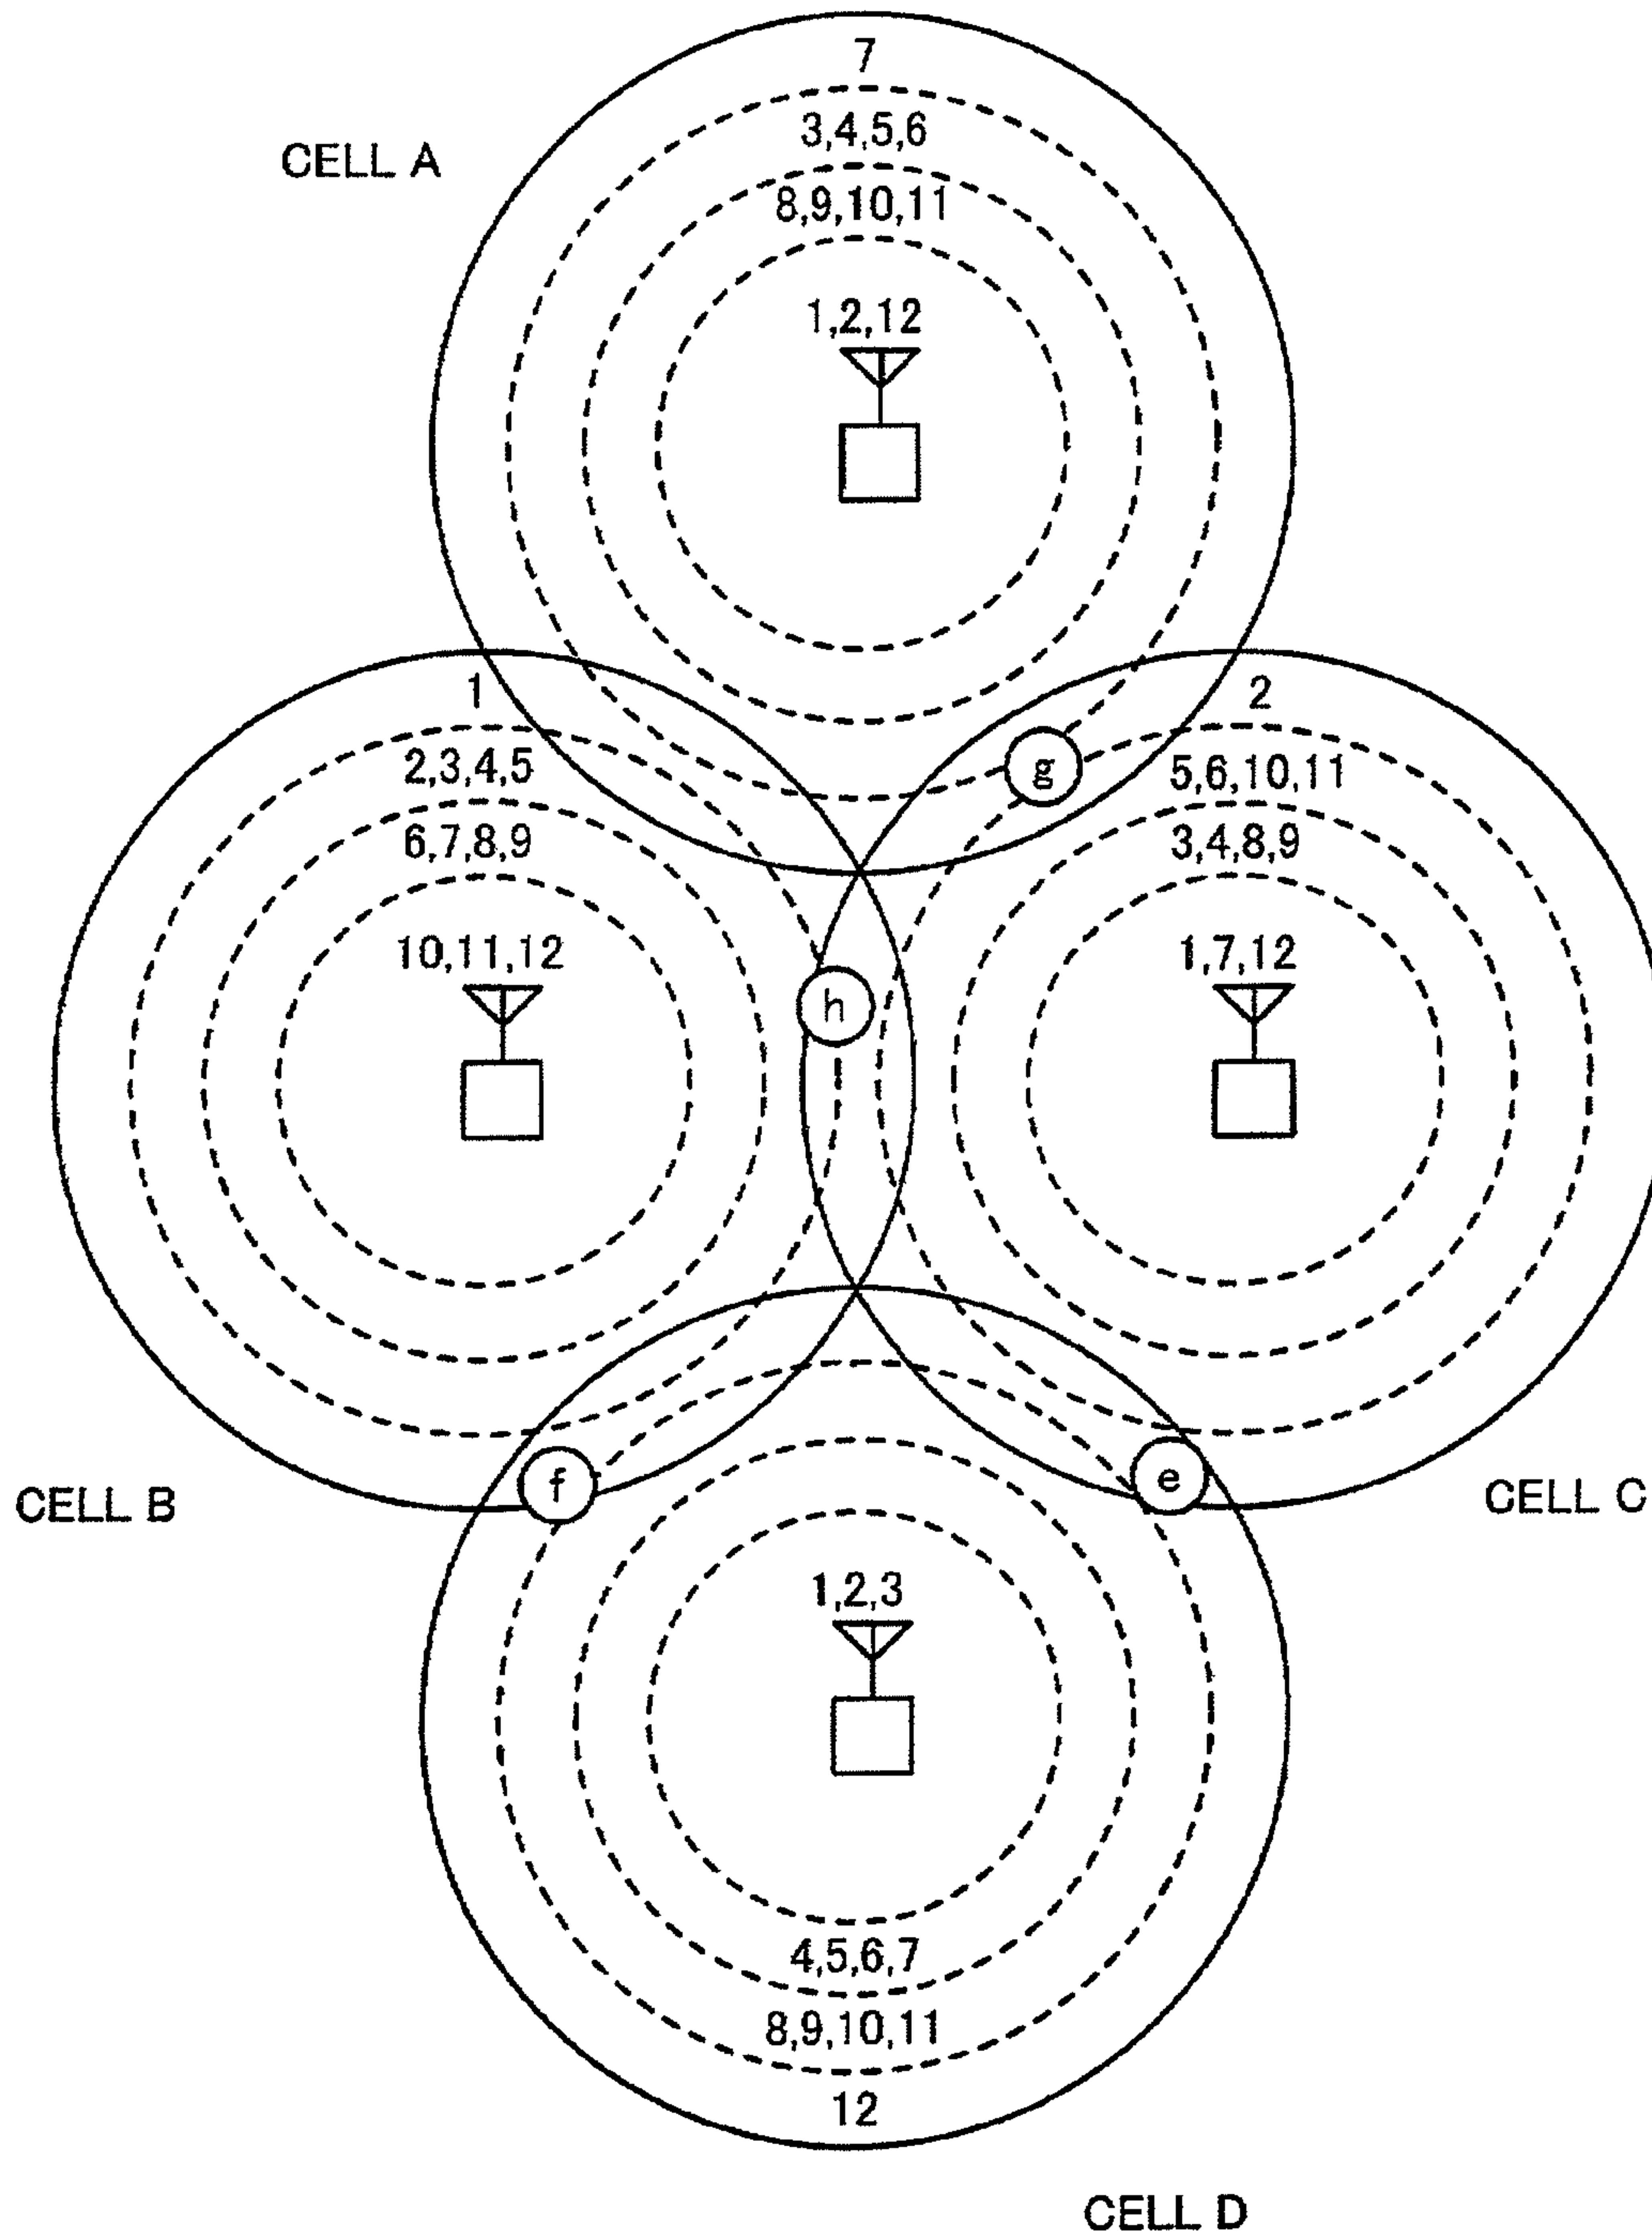 7
3,4,5,6
CELL A
8,9,10,11
1,2,12
1
2
2,3,4,5
5,6,10,11
g
6,7,8,9
3,4,8,9
10,11,12
1,7,12
h
f
e
CELL B
CELL C
1,2,3
4,5,6,7
8,9,10,11
12
CELL D